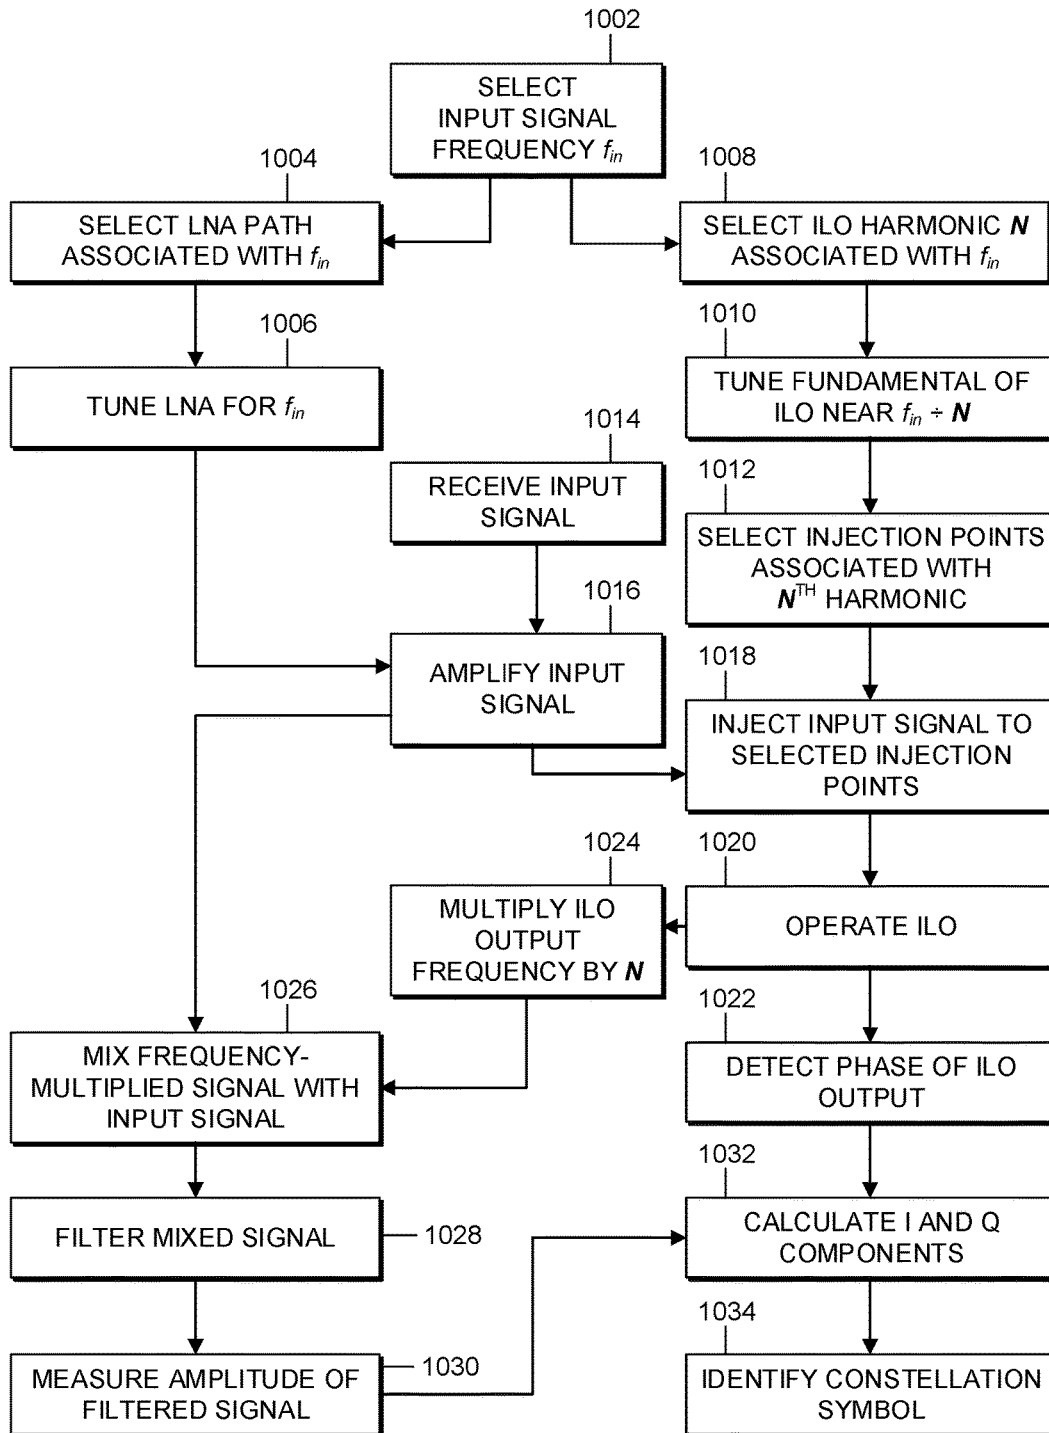 1002
SELECT
INPUT SIGNAL
FREQUENCY fin
1004
SELECT LNA PATH
ASSOCIATED WITH fin
1008
SELECT ILO HARMONIC N
ASSOCIATED WITH fin
1006
TUNE LNA FOR fin
1010
TUNE FUNDAMENTAL OF
ILO NEAR fin ÷ N
1014
RECEIVE INPUT
SIGNAL
1012
SELECT INJECTION POINTS
ASSOCIATED WITH
NTH HARMONIC
1016
AMPLIFY INPUT
SIGNAL
1018
INJECT INPUT SIGNAL TO
SELECTED INJECTION
POINTS
1024
MULTIPLY ILO
OUTPUT
FREQUENCY BY N
1020
OPERATE ILO
1026
MIX FREQUENCY-
MULTIPLIED SIGNAL WITH
INPUT SIGNAL
1022
DETECT PHASE OF ILO
OUTPUT
FILTER MIXED SIGNAL
1028
1032
CALCULATE I AND Q
COMPONENTS
MEASURE AMPLITUDE OF
FILTERED SIGNAL
1030
1034
IDENTIFY CONSTELLATION
SYMBOL